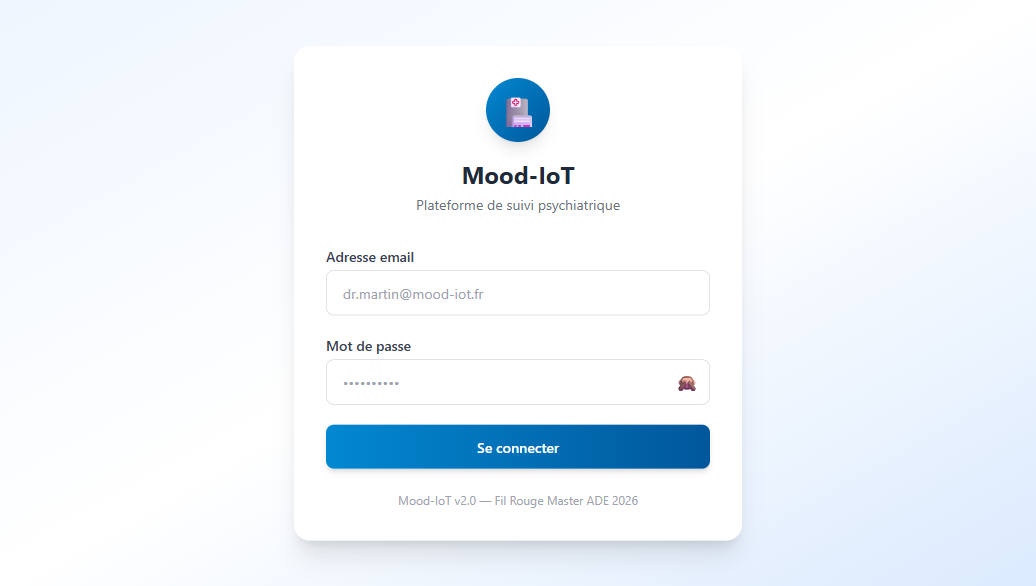 Mood-IoT
Plateforme de suivi psychiatrique
Adresse email
dr.martin@mood-iot.fr
Mot de passe
••••••••••
Se connecter
Mood-IoT v2.0 — Fil Rouge Master ADE 2026